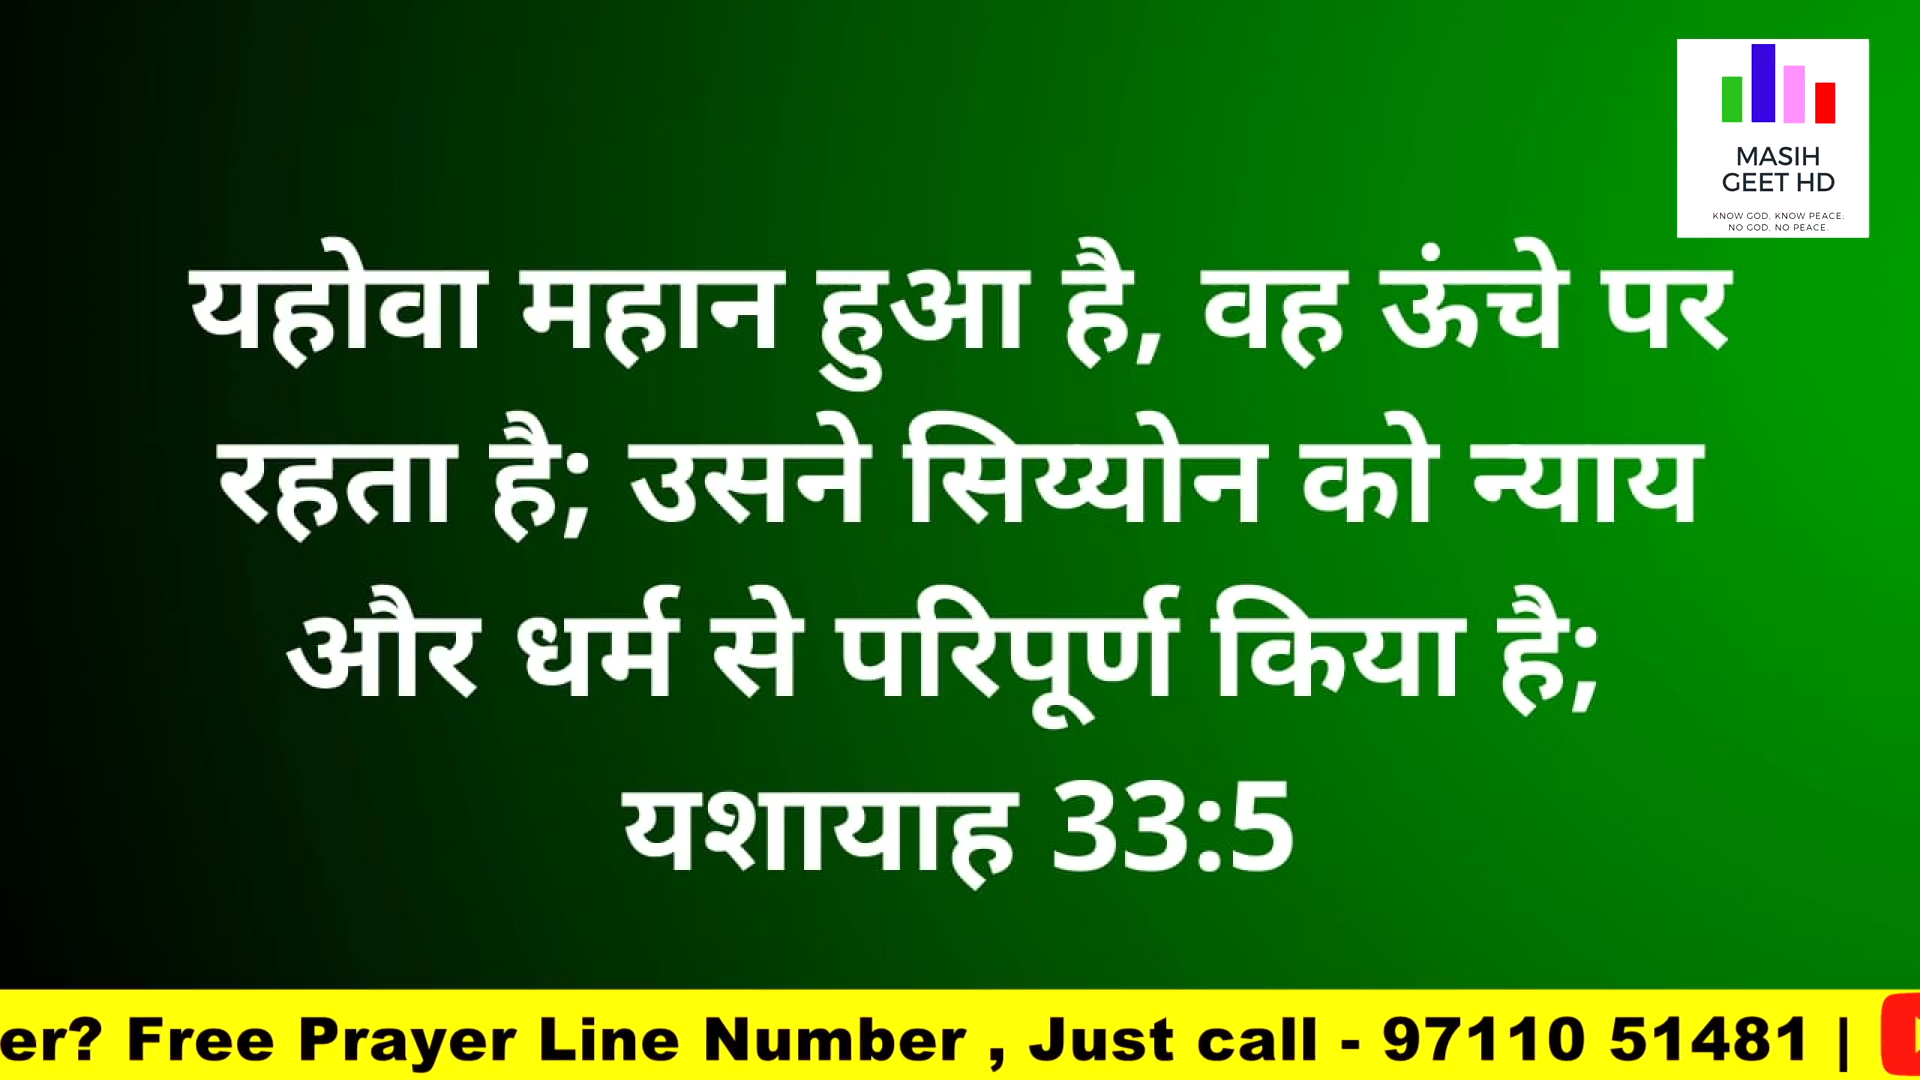 MASIH
GEET HD
KNOW GOD, KNOW PEACE;
NO GOD, NO PEACE.
यहोवा महान हुआ है, वह ऊंचे पर
रहता है; उसने सिय्योन को न्याय
और धर्म से परिपूर्ण किया है;
यशायाह 33:5
er? Free Prayer Line Number , Just call - 97110 51481 |